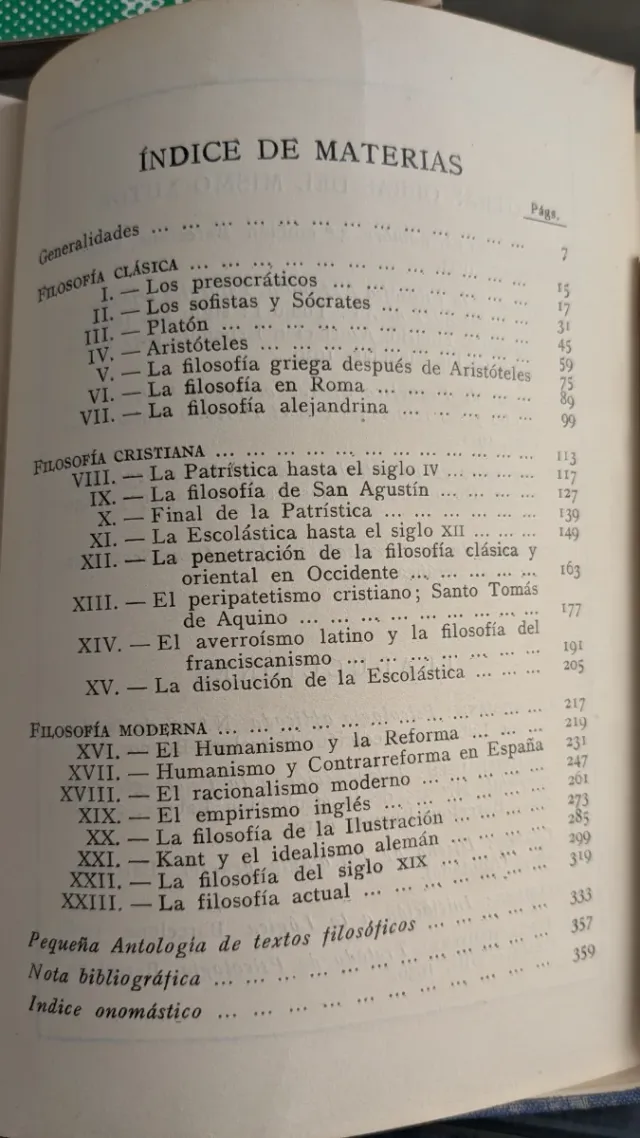 ÍNDICE DE MATERIAS
Págs.
Generalidades ... ... ... ... ... ... ... ... ... ... ... ... 7
FILOSOFÍA CLÁSICA ... ... ... ... ... ... ... ... ... ... 15
I. — Los presocráticos ... ... ... ... ... ... ... 17
II. — Los sofistas y Sócrates ... ... ... ... ... 31
III. — Platón ... ... ... ... ... ... ... ... ... ... 45
IV. — Aristóteles ... ... ... ... ... ... ... ... ... 59
V. — La filosofía griega después de Aristóteles 75
VI. — La filosofía en Roma ... ... ... ... ... ... 89
VII. — La filosofía alejandrina ... ... ... ... ... 99
FILOSOFÍA CRISTIANA ... ... ... ... ... ... ... ... ... ... 113
VIII. — La Patrística hasta el siglo IV ... ... ... 117
IX. — La filosofía de San Agustín ... ... ... ... 127
X. — Final de la Patrística ... ... ... ... ... 139
XI. — La Escolástica hasta el siglo XII ... ... ... 149
XII. — La penetración de la filosofía clásica y
oriental en Occidente ... ... ... ... ... 163
XIII. — El peripatetismo cristiano; Santo Tomás
de Aquino ... ... ... ... ... ... ... ... 177
XIV. — El averroísmo latino y la filosofía del
franciscanismo ... ... ... ... ... ... ... 191
XV. — La disolución de la Escolástica ... ... ... 205
FILOSOFÍA MODERNA ... ... ... ... ... ... ... ... ... ... 217
XVI. — El Humanismo y la Reforma ... ... ... 219
XVII. — Humanismo y Contrarreforma en España 231
XVIII. — El racionalismo moderno ... ... ... ... 247
XIX. — El empirismo inglés ... ... ... ... ... ... 261
XX. — La filosofía de la Ilustración ... ... ... ... 273
XXI. — Kant y el idealismo alemán ... ... ... ... 285
XXII. — La filosofía del siglo XIX ... ... ... ... 299
XXIII. — La filosofía actual ... ... ... ... ... ... 319
Pequeña Antología de textos filosóficos ... ... ... ... ... 333
Nota bibliográfica ... ... ... ... ... ... ... ... ... ... ... 357
Indice onomástico ... ... ... ... ... ... ... ... ... ... ... 359